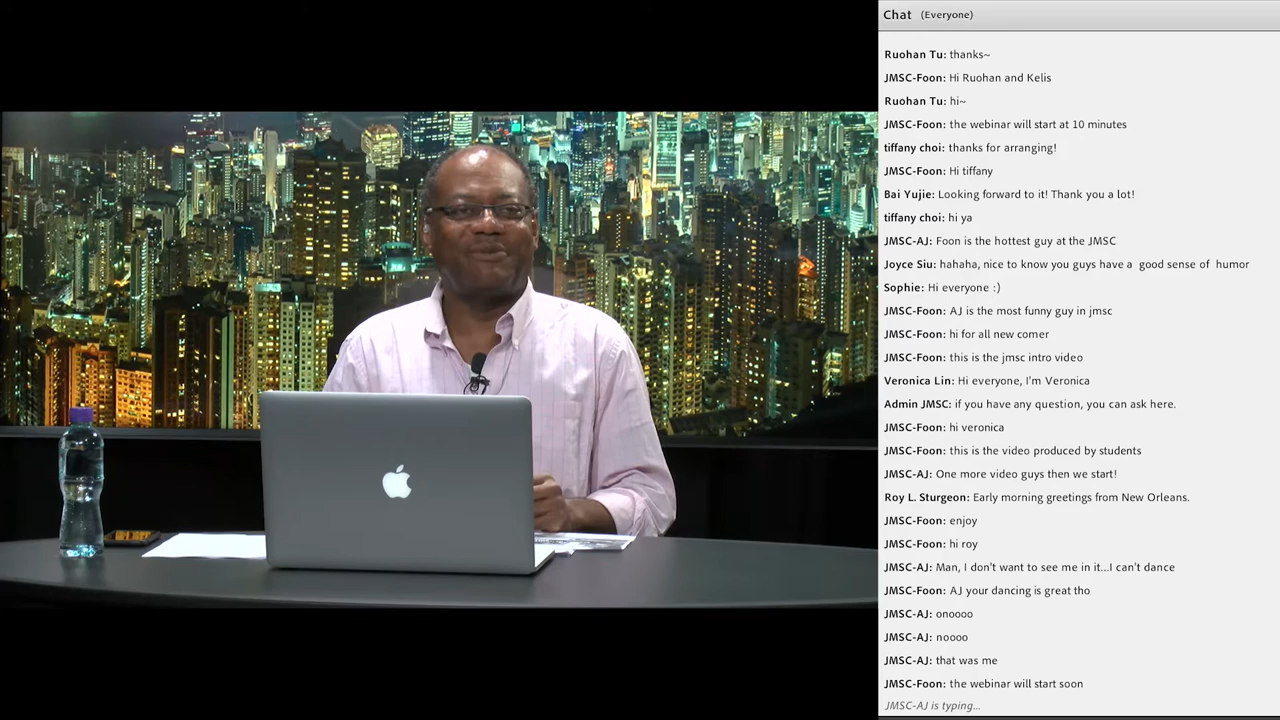 Chat (Everyone)
Ruohan Tu: thanks~
JMSC-Foon: Hi Ruohan and Kelis
Ruohan Tu: hi~
JMSC-Foon: the webinar will start at 10 minutes
tiffany choi: thanks for arranging!
JMSC-Foon: Hi tiffany
Bai Yujie: Looking forward to it! Thank you a lot!
tiffany choi: hi ya
JMSC-AJ: Foon is the hottest guy at the JMSC
Joyce Siu: hahaha, nice to know you guys have a good sense of humor
Sophie: Hi everyone :)
JMSC-Foon: AJ is the most funny guy in jmsc
JMSC-Foon: hi for all new comer
JMSC-Foon: this is the jmsc intro video
Veronica Lin: Hi everyone, I'm Veronica
Admin JMSC: if you have any question, you can ask here.
JMSC-Foon: hi veronica
JMSC-Foon: this is the video produced by students
JMSC-AJ: One more video guys then we start!
Roy L. Sturgeon: Early morning greetings from New Orleans.
JMSC-Foon: enjoy
JMSC-Foon: hi roy
JMSC-AJ: Man, I don't want to see me in it...I can't dance
JMSC-Foon: AJ your dancing is great tho
JMSC-AJ: onoooo
JMSC-AJ: noooo
JMSC-AJ: that was me
JMSC-Foon: the webinar will start soon
JMSC-AJ is typing...